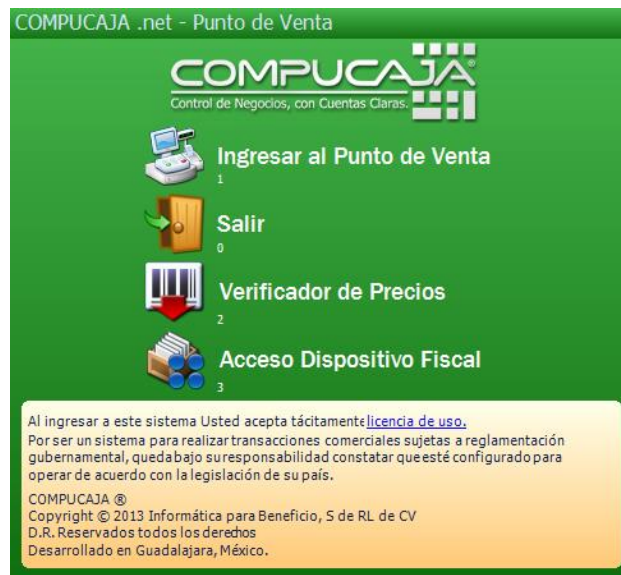 COMPUCAJA .net - Punto de Venta
COMPUCAJA®
Control de Negocios, con Cuentas Claras.
Ingresar al Punto de Venta
1
Salir
0
Verificador de Precios
2
Acceso Dispositivo Fiscal
3
Al ingresar a este sistema Usted acepta tácitamente licencia de uso.
Por ser un sistema para realizar transacciones comerciales sujetas a reglamentación
gubernamental, queda bajo su responsabilidad constatar que esté configurado para
operar de acuerdo con la legislación de su país.
COMPUCAJA ®
Copyright © 2013 Informática para Beneficio, S de RL de CV
D.R. Reservados todos los derechos
Desarrollado en Guadalajara, México.